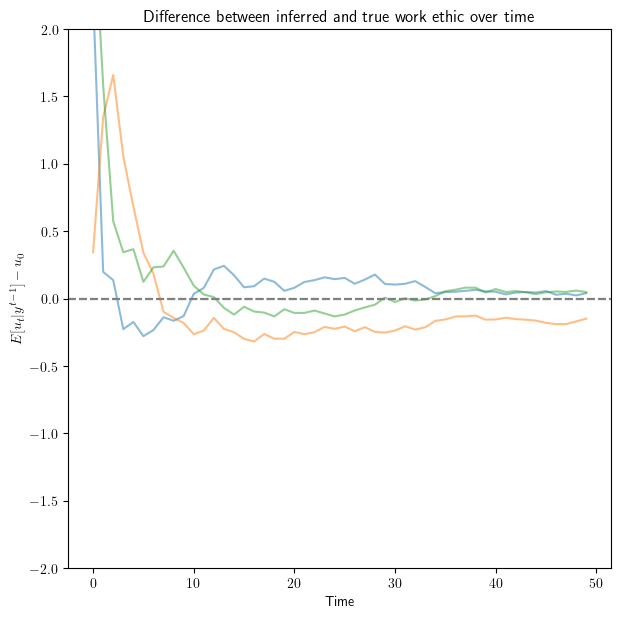 Difference between inferred and true work ethic over time
2.0
1.5
1.0
0.5
0.0
−0.5
−1.0
−1.5
−2.0
E[u_t|y^{t−1}] − u_0
0 10 20 30 40 50
Time